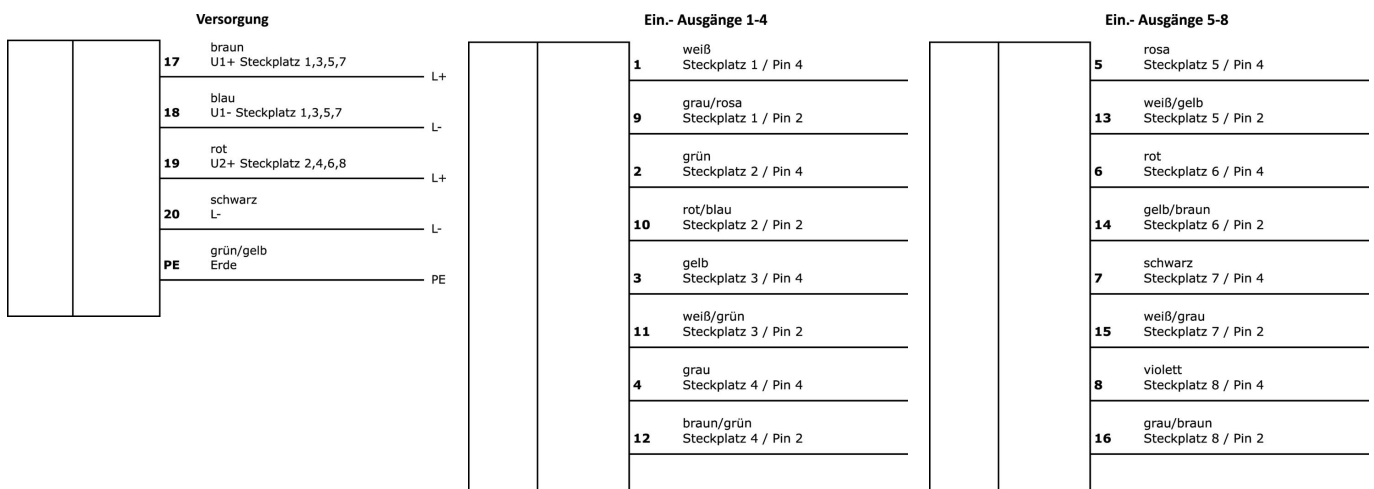 Versorgung
17
braun
U1+ Steckplatz 1,3,5,7
L+
18
blau
U1- Steckplatz 1,3,5,7
L-
19
rot
U2+ Steckplatz 2,4,6,8
L+
20
schwarz
L-
L-
PE
grün/gelb
Erde
PE
Ein.- Ausgänge 1-4
1
weiß
Steckplatz 1 / Pin 4
9
grau/rosa
Steckplatz 1 / Pin 2
2
grün
Steckplatz 2 / Pin 4
10
rot/blau
Steckplatz 2 / Pin 2
3
gelb
Steckplatz 3 / Pin 4
11
weiß/grün
Steckplatz 3 / Pin 2
4
grau
Steckplatz 4 / Pin 4
12
braun/grün
Steckplatz 4 / Pin 2
Ein.- Ausgänge 5-8
5
rosa
Steckplatz 5 / Pin 4
13
weiß/gelb
Steckplatz 5 / Pin 2
6
rot
Steckplatz 6 / Pin 4
14
gelb/braun
Steckplatz 6 / Pin 2
7
schwarz
Steckplatz 7 / Pin 4
15
weiß/grau
Steckplatz 7 / Pin 2
8
violett
Steckplatz 8 / Pin 4
16
grau/braun
Steckplatz 8 / Pin 2